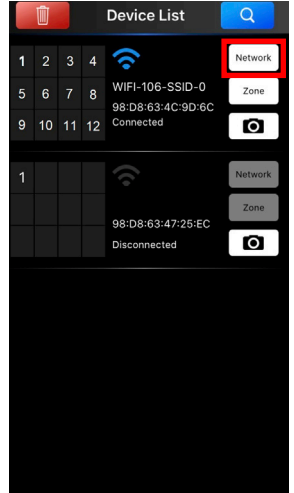 Device List
1 2 3 4
5 6 7 8
9 10 11 12
WIFI-106-SSID-0
98:D8:63:4C:9D:6C
Connected
Network
Zone
1
98:D8:63:47:25:EC
Disconnected
Network
Zone